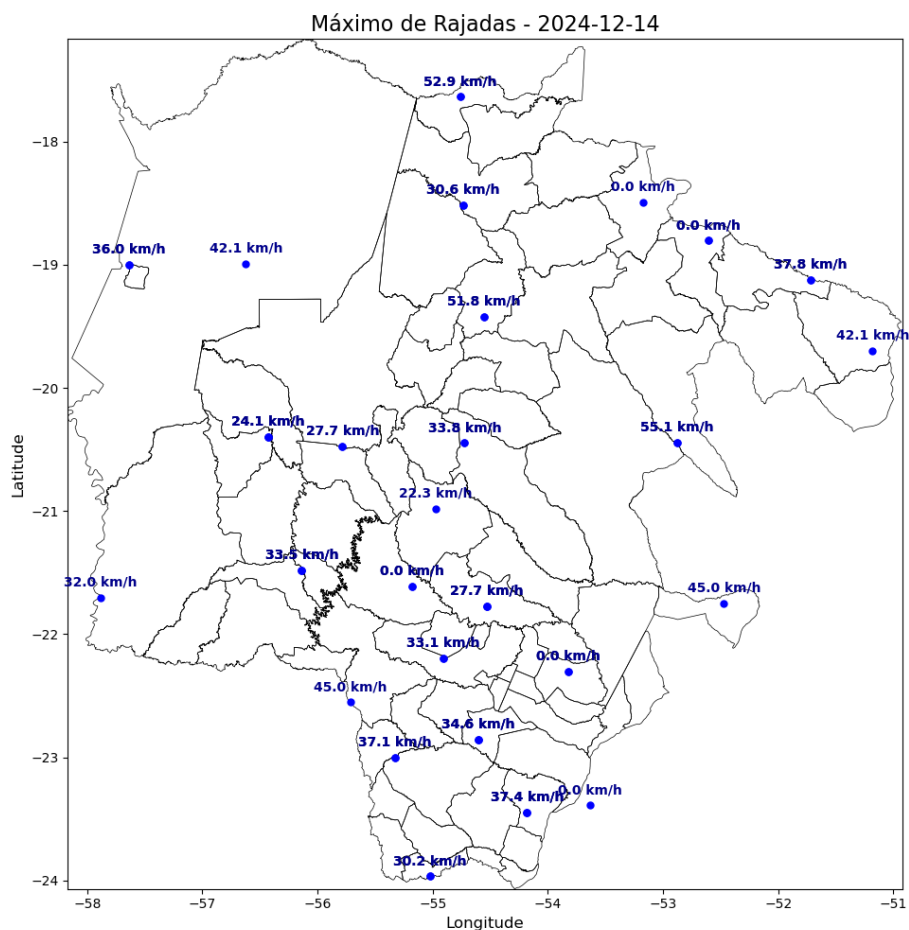 Máximo de Rajadas - 2024-12-14
52.9 km/h
30.6 km/h
0.0 km/h
0.0 km/h
36.0 km/h
42.1 km/h
37.8 km/h
51.8 km/h
42.1 km/h
24.1 km/h
27.7 km/h
33.8 km/h
55.1 km/h
22.3 km/h
33.5 km/h
0.0 km/h
32.0 km/h
27.7 km/h
45.0 km/h
33.1 km/h
0.0 km/h
45.0 km/h
34.6 km/h
37.1 km/h
37.4 km/h
0.0 km/h
30.2 km/h
−18
−19
−20
−21
−22
−23
−24
Latitude
−58 −57 −56 −55 −54 −53 −52 −51
Longitude